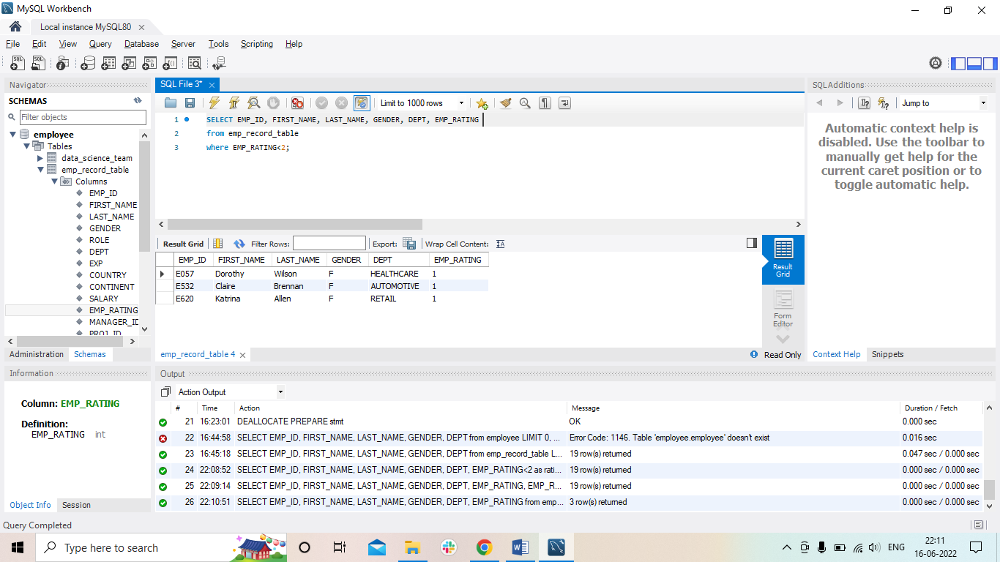 MySQL Workbench
Local instance MySQL80
File Edit View Query Database Server Tools Scripting Help
Navigator
SCHEMAS
Filter objects
employee
Tables
data_science_team
emp_record_table
Columns
EMP_ID
FIRST_NAME
LAST_NAME
GENDER
ROLE
DEPT
EXP
COUNTRY
CONTINENT
SALARY
EMP_RATING
MANAGER_ID
PROJ_ID
Administration Schemas
Information
Column: EMP_RATING
Definition:
EMP_RATING int
Object Info Session
SQL File 3*
Limit to 1000 rows
1 SELECT EMP_ID, FIRST_NAME, LAST_NAME, GENDER, DEPT, EMP_RATING
2 from emp_record_table
3 where EMP_RATING<2;
Result Grid Filter Rows: Export: Wrap Cell Content:
EMP_ID FIRST_NAME LAST_NAME GENDER DEPT EMP_RATING
E057 Dorothy Wilson F HEALTHCARE 1
E532 Claire Brennan F AUTOMOTIVE 1
E620 Katrina Allen F RETAIL 1
Result
Grid
Form
Editor
emp_record_table 4
Read Only
SQLAdditions
Jump to
Automatic context help is
disabled. Use the toolbar to
manually get help for the
current caret position or to
toggle automatic help.
Context Help Snippets
Output
Action Output
# Time Action Message Duration / Fetch
21 16:23:01 DEALLOCATE PREPARE stmt OK 0.000 sec
22 16:44:58 SELECT EMP_ID, FIRST_NAME, LAST_NAME, GENDER, DEPT from employee LIMIT 0, ... Error Code: 1146. Table 'employee.employee' doesn't exist 0.016 sec
23 16:45:18 SELECT EMP_ID, FIRST_NAME, LAST_NAME, GENDER, DEPT from emp_record_table L... 19 row(s) returned 0.047 sec / 0.000 sec
24 22:08:52 SELECT EMP_ID, FIRST_NAME, LAST_NAME, GENDER, DEPT, EMP_RATING<2 as rati... 19 row(s) returned 0.000 sec / 0.000 sec
25 22:09:14 SELECT EMP_ID, FIRST_NAME, LAST_NAME, GENDER, DEPT, EMP_RATING, EMP_R... 19 row(s) returned 0.000 sec / 0.000 sec
26 22:10:51 SELECT EMP_ID, FIRST_NAME, LAST_NAME, GENDER, DEPT, EMP_RATING from emp... 3 row(s) returned 0.000 sec / 0.000 sec
Query Completed
Type here to search
ENG
22:11
16-06-2022